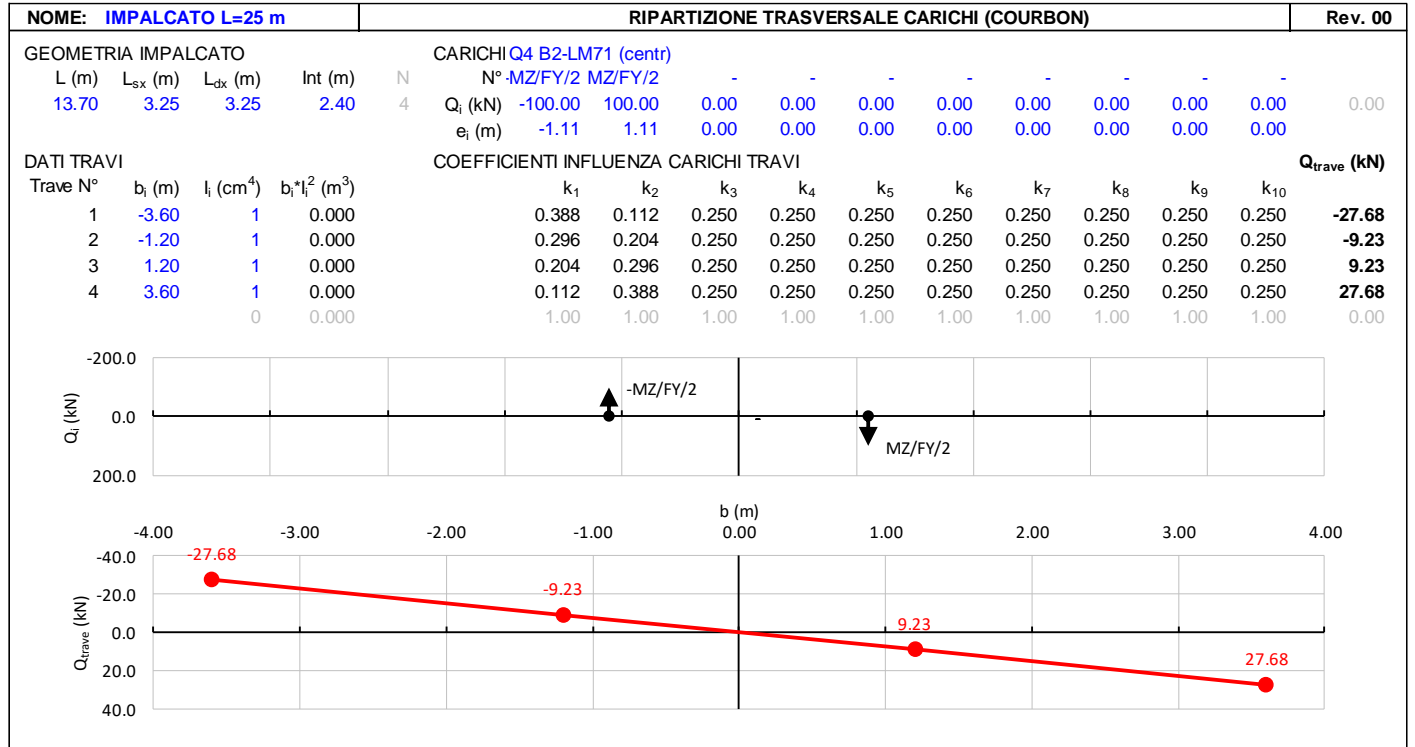 NOME: IMPALCATO L=25 m RIPARTIZIONE TRASVERSALE CARICHI (COURBON) Rev. 00
GEOMETRIA IMPALCATO CARICHI Q4 B2-LM71 (centr)
L (m) Lsx (m) Ldx (m) Int (m) N N° -MZ/FY/2 MZ/FY/2 - - - - - - - -
13.70 3.25 3.25 2.40 4 Qi (kN) -100.00 100.00 0.00 0.00 0.00 0.00 0.00 0.00 0.00 0.00 0.00
ei (m) -1.11 1.11 0.00 0.00 0.00 0.00 0.00 0.00 0.00 0.00
DATI TRAVI COEFFICIENTI INFLUENZA CARICHI TRAVI Qtrave (kN)
Trave N° bi (m) Ii (cm4) bi*Ii2 (m3) k1 k2 k3 k4 k5 k6 k7 k8 k9 k10
1 -3.60 1 0.000 0.388 0.112 0.250 0.250 0.250 0.250 0.250 0.250 0.250 0.250 -27.68
2 -1.20 1 0.000 0.296 0.204 0.250 0.250 0.250 0.250 0.250 0.250 0.250 0.250 -9.23
3 1.20 1 0.000 0.204 0.296 0.250 0.250 0.250 0.250 0.250 0.250 0.250 0.250 9.23
4 3.60 1 0.000 0.112 0.388 0.250 0.250 0.250 0.250 0.250 0.250 0.250 0.250 27.68
0 0.000 1.00 1.00 1.00 1.00 1.00 1.00 1.00 1.00 1.00 1.00 0.00
-200.0
-MZ/FY/2
0.0
-
MZ/FY/2
200.0
Qi (kN)
b (m)
-4.00 -3.00 -2.00 -1.00 0.00 1.00 2.00 3.00 4.00
-40.0
-27.68
-9.23
-20.0
9.23
0.0
27.68
20.0
40.0
Qtrave (kN)